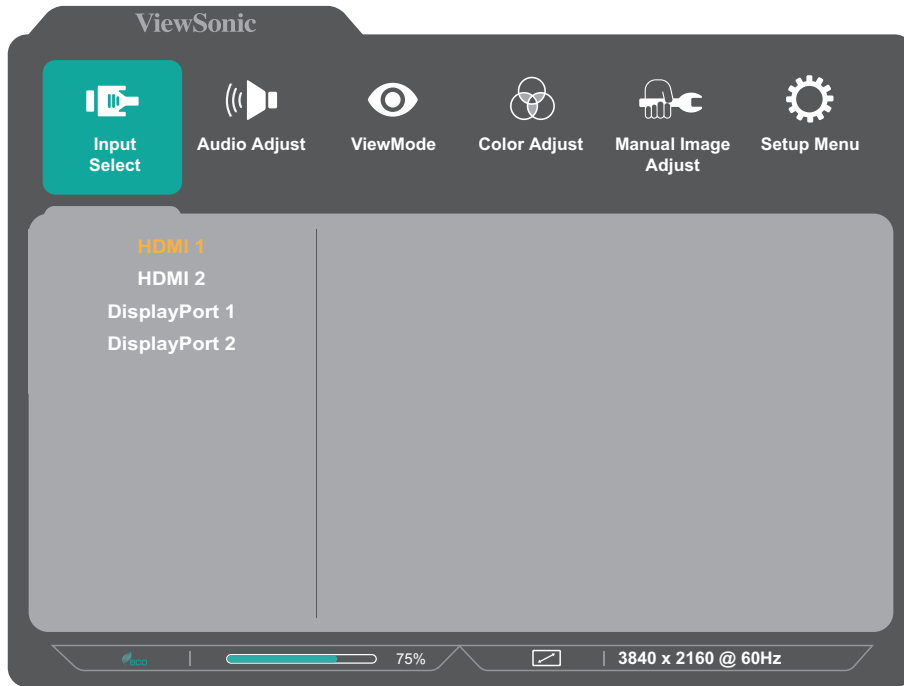 ViewSonic
Input Select
Audio Adjust
ViewMode
Color Adjust
Manual Image Adjust
Setup Menu
HDMI 1
HDMI 2
DisplayPort 1
DisplayPort 2
eco
75%
3840 x 2160 @ 60Hz